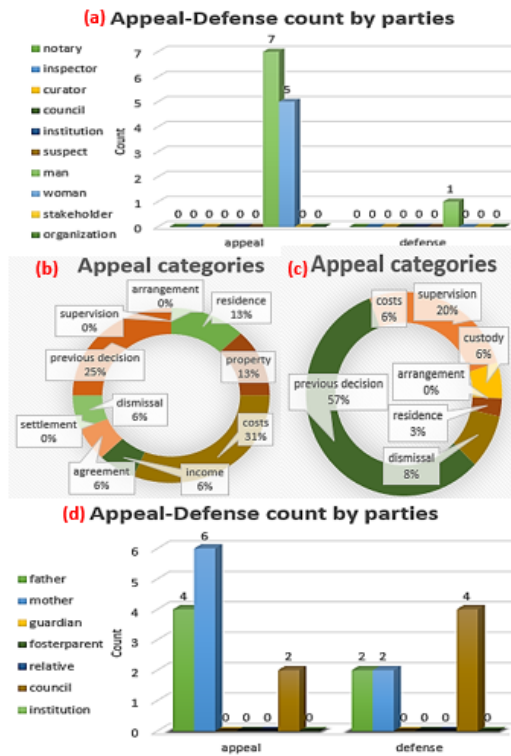 (a) Appeal-Defense count by parties
notary
inspector
curator
council
institution
suspect
man
woman
stakeholder
organization
Count
7
6
5
4
3
2
1
0
0 0 0 0 0 0 7 5 0 0
0 0 0 0 0 0 1 0 0 0
appeal
defense
(b) Appeal categories
arrangement
0%
residence
13%
supervision
0%
property
13%
previous decision
25%
dismissal
6%
costs
31%
settlement
0%
agreement
6%
income
6%
(c) Appeal categories
costs
6%
supervision
20%
custody
6%
arrangement
0%
previous decision
57%
residence
3%
dismissal
8%
(d) Appeal-Defense count by parties
father
mother
guardian
fosterparent
relative
council
institution
Count
6
5
4
3
2
1
0
4 6 0 0 0 2 0
2 2 0 0 0 4 0
appeal
defense